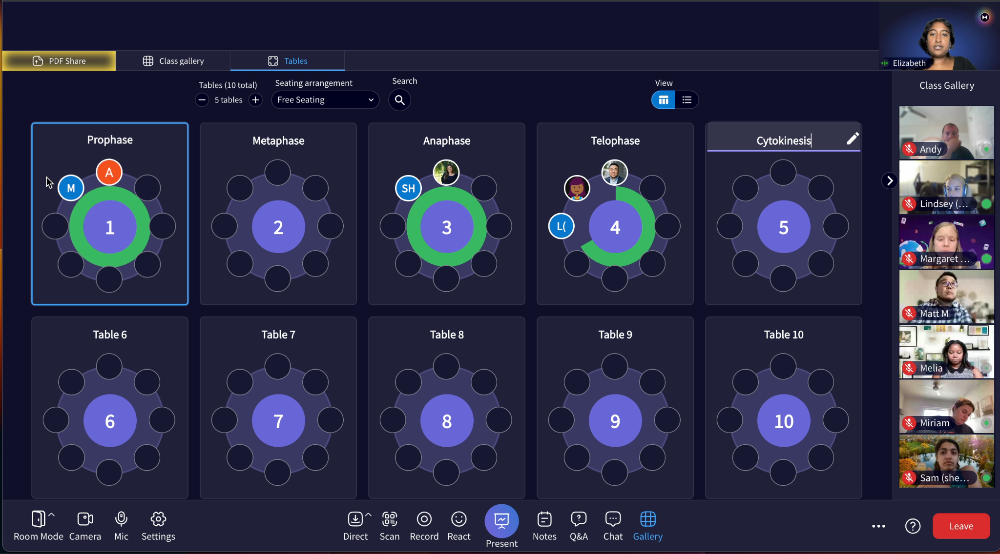 Elizabeth
PDF Share
Class gallery
Tables
Tables (10 total)
5 tables
Seating arrangement
Free Seating
Search
View
Class Gallery
Prophase
A
M
1
Metaphase
2
Anaphase
SH
3
Telophase
L(
4
Cytokinesis
5
Table 6
6
Table 7
7
Table 8
8
Table 9
9
Table 10
10
Andy
Lindsey (...
Margaret ...
Matt M
Melia
Miriam
Sam (she...
Room Mode
Camera
Mic
Settings
Direct
Scan
Record
React
Present
Notes
Q&A
Chat
Gallery
Leave